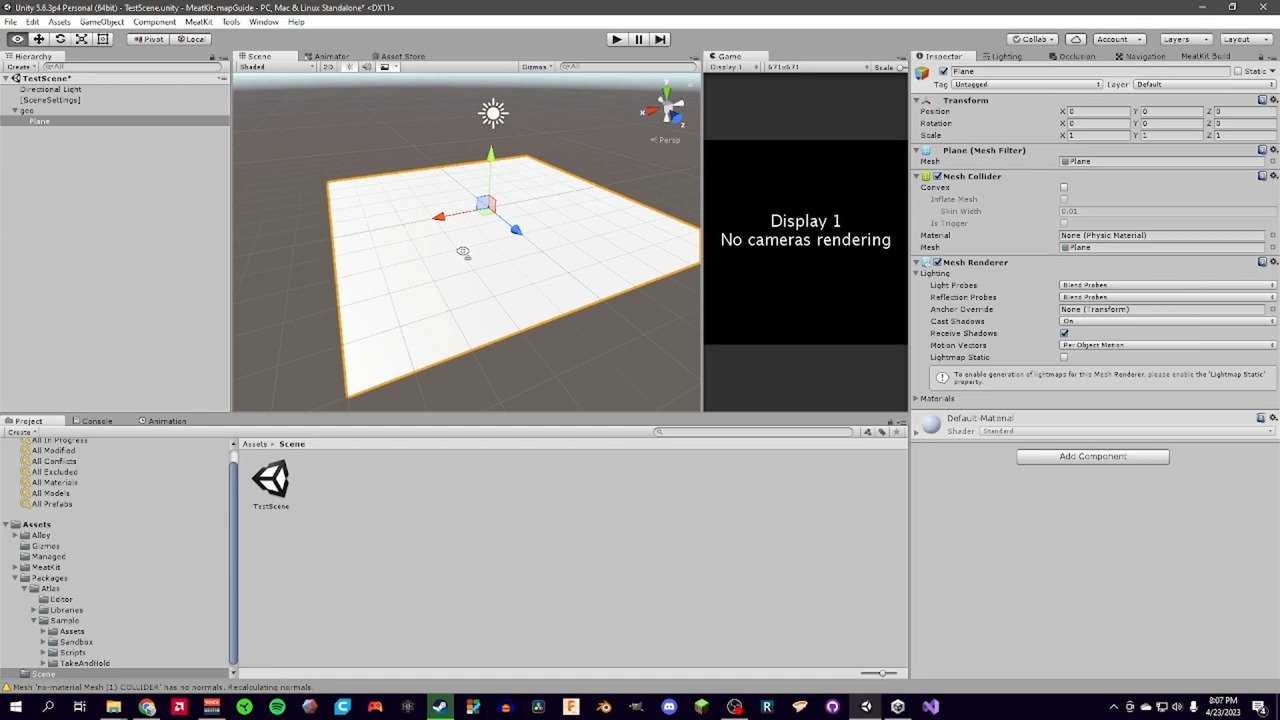 Unity 5.6.3p4 Personal (64bit) - TestScene.unity - MeatKit-mapGuide - PC, Mac & Linux Standalone* <DX11>
File Edit Assets GameObject Component MeatKit Tools Window Help
Pivot Local Collab Account Layers Layout
Hierarchy
Create All
TestScene*
Directional Light
[SceneSettings]
geo
Plane
Scene Animator Asset Store
Shaded 2D Gizmos All
y
x
z
Persp
Game
Display 1 671x671 Scale
Display 1
No cameras rendering
Inspector Lighting Occlusion Navigation MeatKit Build
Plane Static
Tag Untagged Layer Default
Transform
Position X 0 Y 0 Z 0
Rotation X 0 Y 0 Z 0
Scale X 1 Y 1 Z 1
Plane (Mesh Filter)
Mesh Plane
Mesh Collider
Convex
Inflate Mesh
Skin Width 0.01
Is Trigger
Material None (Physic Material)
Mesh Plane
Mesh Renderer
Lighting
Light Probes Blend Probes
Reflection Probes Blend Probes
Anchor Override None (Transform)
Cast Shadows On
Receive Shadows
Motion Vectors Per Object Motion
Lightmap Static
To enable generation of lightmaps for this Mesh Renderer, please enable the 'Lightmap Static' property.
Materials
Default-Material
Shader Standard
Add Component
Project Console Animation
Create
All In Progress
All Modified
All Conflicts
All Excluded
All Materials
All Models
All Prefabs
Assets
Alloy
Gizmos
Managed
MeatKit
Packages
Atlas
Editor
Libraries
Sample
Assets
Sandbox
Scripts
TakeAndHold
Scene
Assets Scene
TestScene
Mesh 'no-material Mesh (1) COLLIDER' has no normals. Recalculating normals.
8:07 PM
4/23/2023